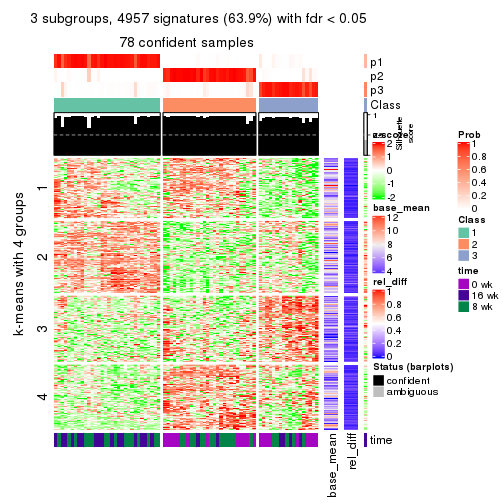 3 subgroups, 4957 signatures (63.9%) with fdr < 0.05
78 confident samples
p1
p2
p3
Class
1
Silhouette
score
k-means with 4 groups
1
2
3
4
time
base_mean
rel_diff
z-score
2
1
0
-1
-2
base_mean
12
10
8
6
4
rel_diff
1
0.8
0.6
0.4
0.2
0
Status (barplots)
confident
ambiguous
Prob
1
0.8
0.6
0.4
0.2
0
Class
1
2
3
time
0 wk
16 wk
8 wk